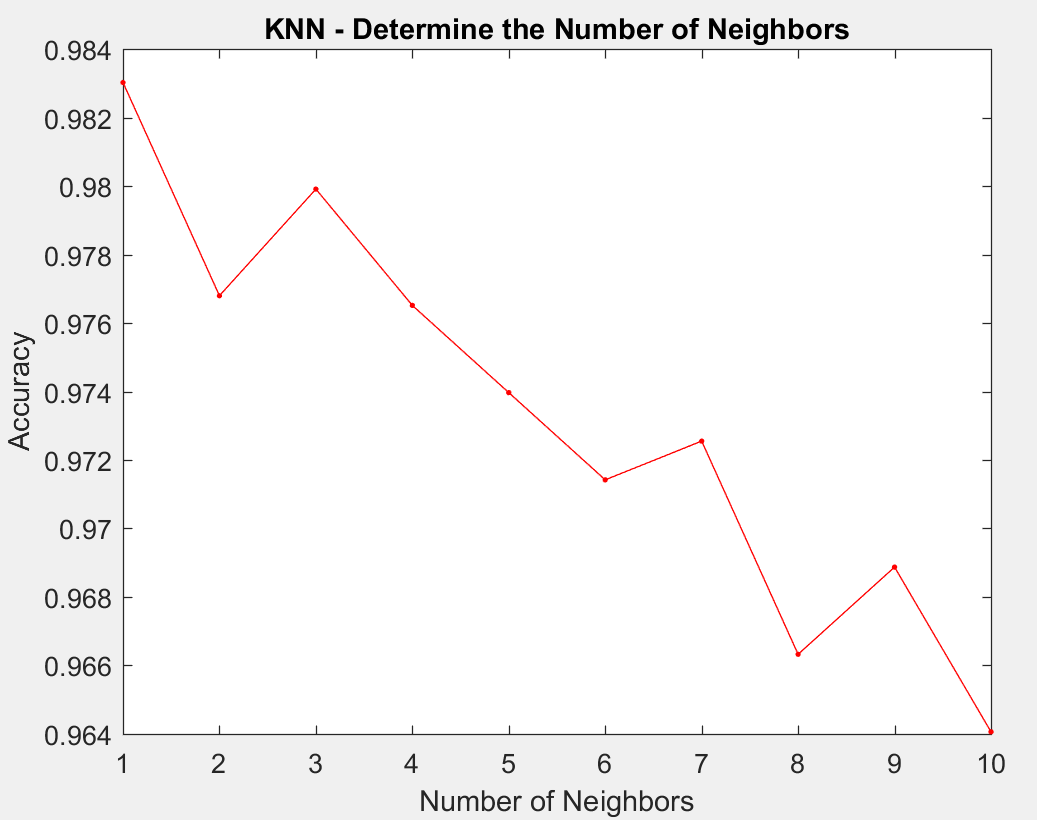 KNN - Determine the Number of Neighbors
0.984
0.982
0.98
0.978
0.976
0.974
0.972
0.97
0.968
0.966
0.964
Accuracy
1 2 3 4 5 6 7 8 9 10
Number of Neighbors